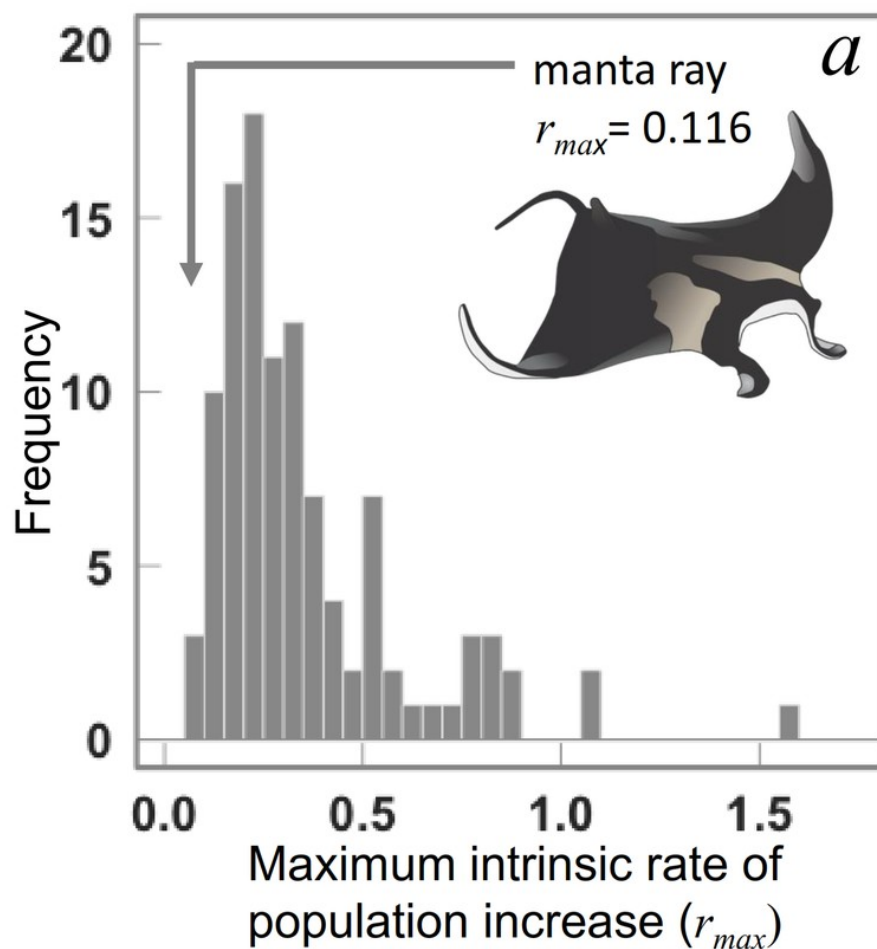 a
manta ray
r_max= 0.116
20
15
10
5
0
Frequency
0.0 0.5 1.0 1.5
Maximum intrinsic rate of
population increase (r_max)